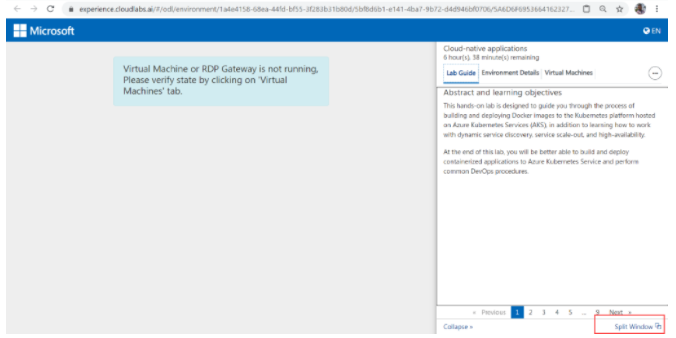 experience.cloudlabs.ai/#/odl/environment/1a4e4158-68ea-44fd-bf55-3f283b31b80d/5bf8d6b1-e141-4ba7-9b72-d4d846bf0706/5A6D6F6953664162327...
Microsoft
EN
Virtual Machine or RDP Gateway is not running,
Please verify state by clicking on 'Virtual
Machines' tab.
Cloud-native applications
6 hour(s), 58 minute(s) remaining
Lab Guide Environment Details Virtual Machines
Abstract and learning objectives
This hands-on lab is designed to guide you through the process of
building and deploying Docker images to the Kubernetes platform hosted
on Azure Kubernetes Services (AKS), in addition to learning how to work
with dynamic service discovery, service scale-out, and high-availability.
At the end of this lab, you will be better able to build and deploy
containerized applications to Azure Kubernetes Service and perform
common DevOps procedures.
« Previous 1 2 3 4 5 ... 9 Next »
Collapse »
Split Window